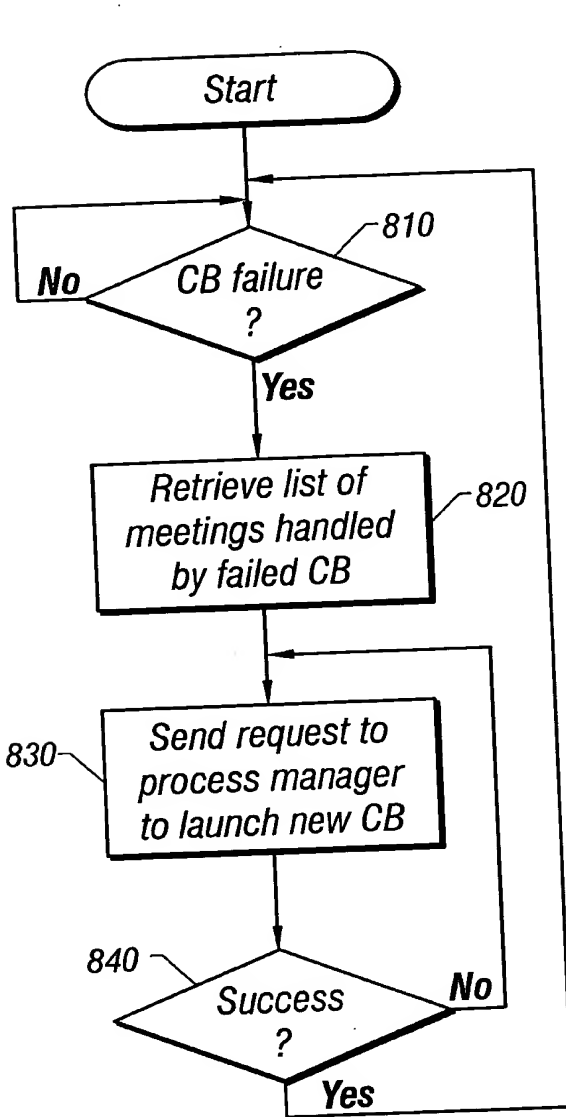 Start
810
CB failure
?
No
Yes
Retrieve list of
meetings handled
by failed CB
820
Send request to
process manager
to launch new CB
830
840
Success
?
No
Yes